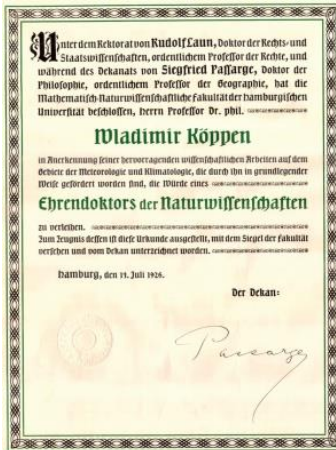 Unter dem Rektorat von Rudolf Laun, Doktor der Rechts- und
Staatswissenschaften, ordentlichem Professor der Rechte, und
während des Dekanats von Siegfried Passarge, Doktor der
Philosophie, ordentlichem Professor der Geographie, hat die
Mathematisch-Naturwissenschaftliche Fakultät der hamburgischen
Universität beschlossen, Herrn Professor Dr. phil.
Wladimir Köppen
in Anerkennung seiner hervorragenden wissenschaftlichen Arbeiten auf dem
Gebiete der Meteorologie und Klimatologie, die durch ihn in grundlegender
Weise gefördert worden sind, die Würde eines
Ehrendoktors der Naturwissenschaften
zu verleihen.
Zum Zeugnis dessen ist diese Urkunde ausgestellt, mit dem Siegel der Fakultät
versehen und vom Dekan unterzeichnet worden.
Hamburg, den Juli 1926.
Der Dekan:
Passarge